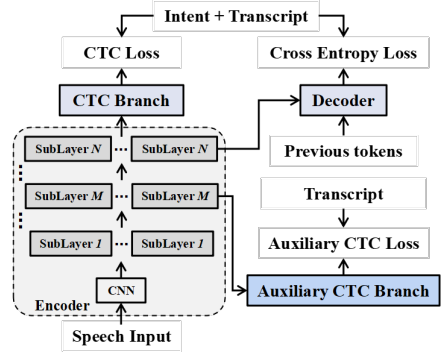 Intent + Transcript
CTC Loss
Cross Entropy Loss
CTC Branch
Decoder
SubLayer N ... SubLayer N
Previous tokens
SubLayer M ... SubLayer M
Transcript
SubLayer 1 ... SubLayer 1
Auxiliary CTC Loss
CNN
Auxiliary CTC Branch
Encoder
Speech Input